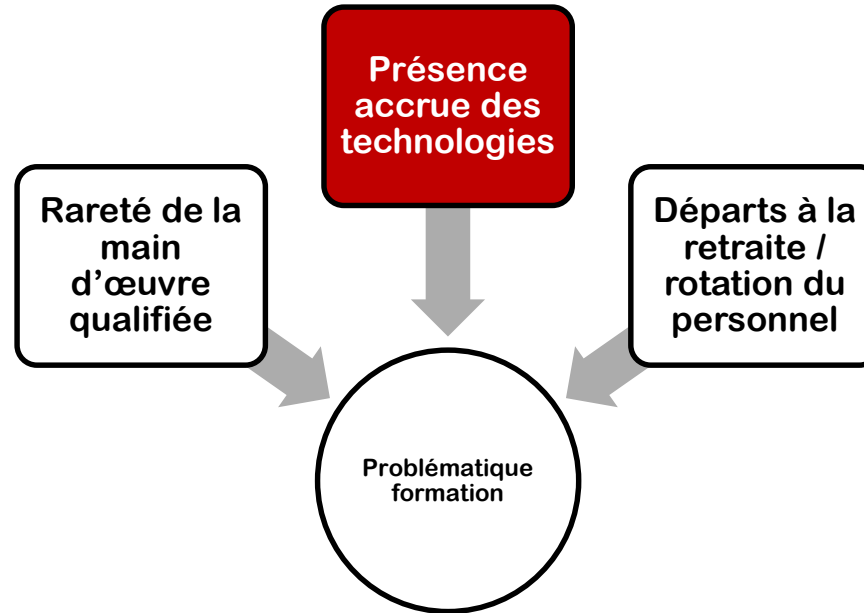 Présence
accrue des
technologies
Rareté de la
main
d’œuvre
qualifiée
Départs à la
retraite /
rotation du
personnel
Problématique
formation